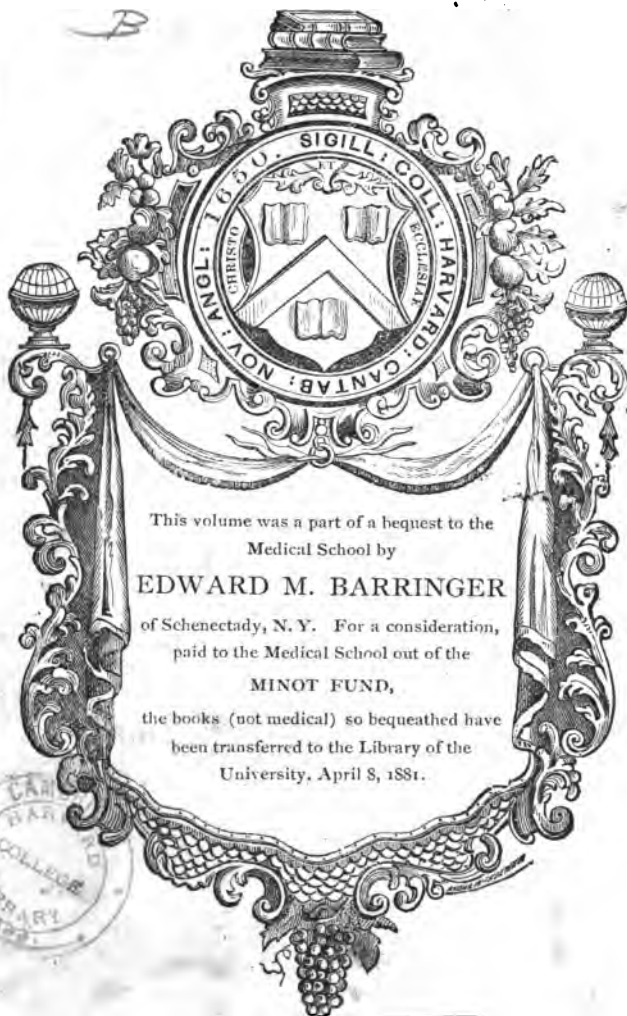 B
SIGILL: COLL: HARVARD: CANTAB: NOV: ANGL: 1650.
ET
CHRISTO
ECCLESIAE
This volume was a part of a bequest to the
Medical School by
EDWARD M. BARRINGER
of Schenectady, N.Y. For a consideration,
paid to the Medical School out of the
MINOT FUND,
the books (not medical) so bequeathed have
been transferred to the Library of the
University, April 8, 1881.
COLLEGE